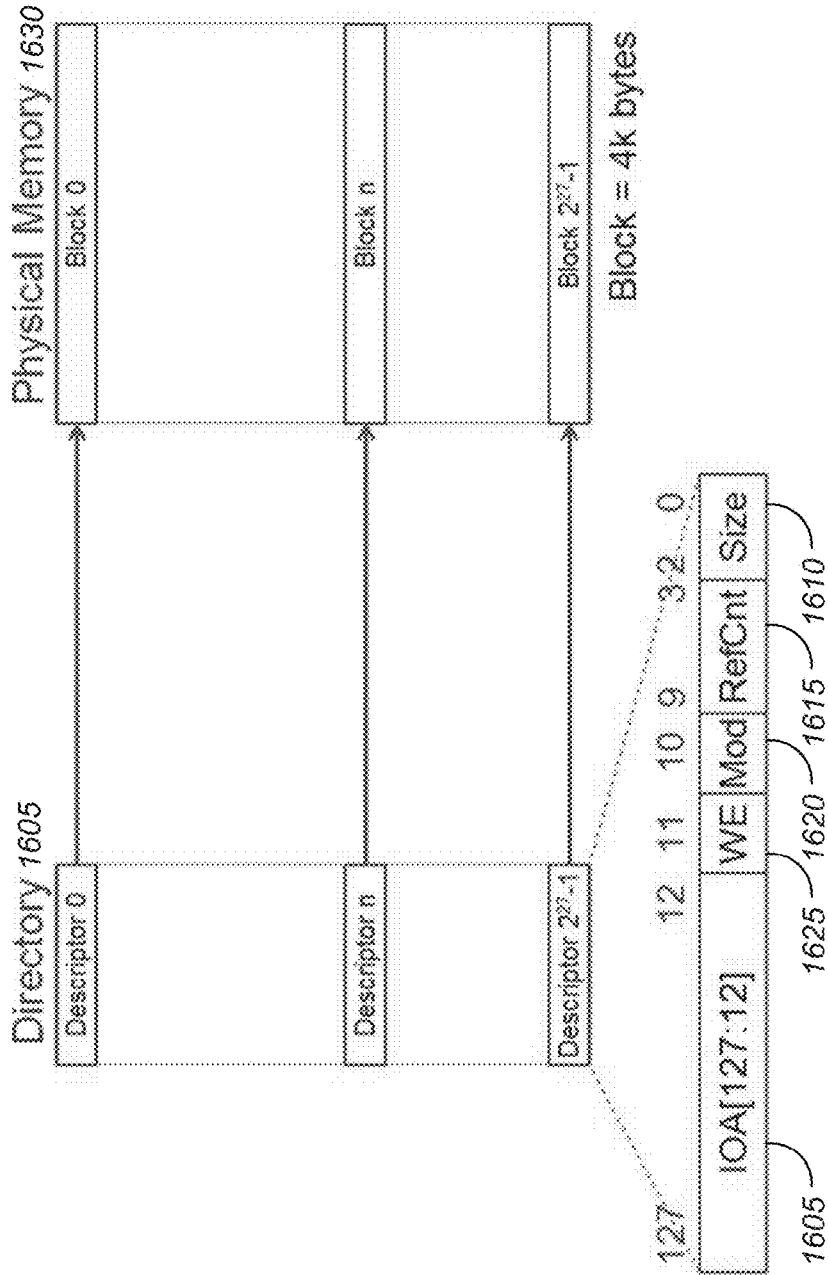 Directory 1605
Physical Memory 1630
Descriptor 0
Block 0
Descriptor n
Block n
Descriptor 2²⁷-1
Block 2²⁷-1
Block = 4k bytes
127 12 11 10 9 3 2 0
IOA[127:12] WE Mod RefCnt Size
1605 1625 1620 1615 1610